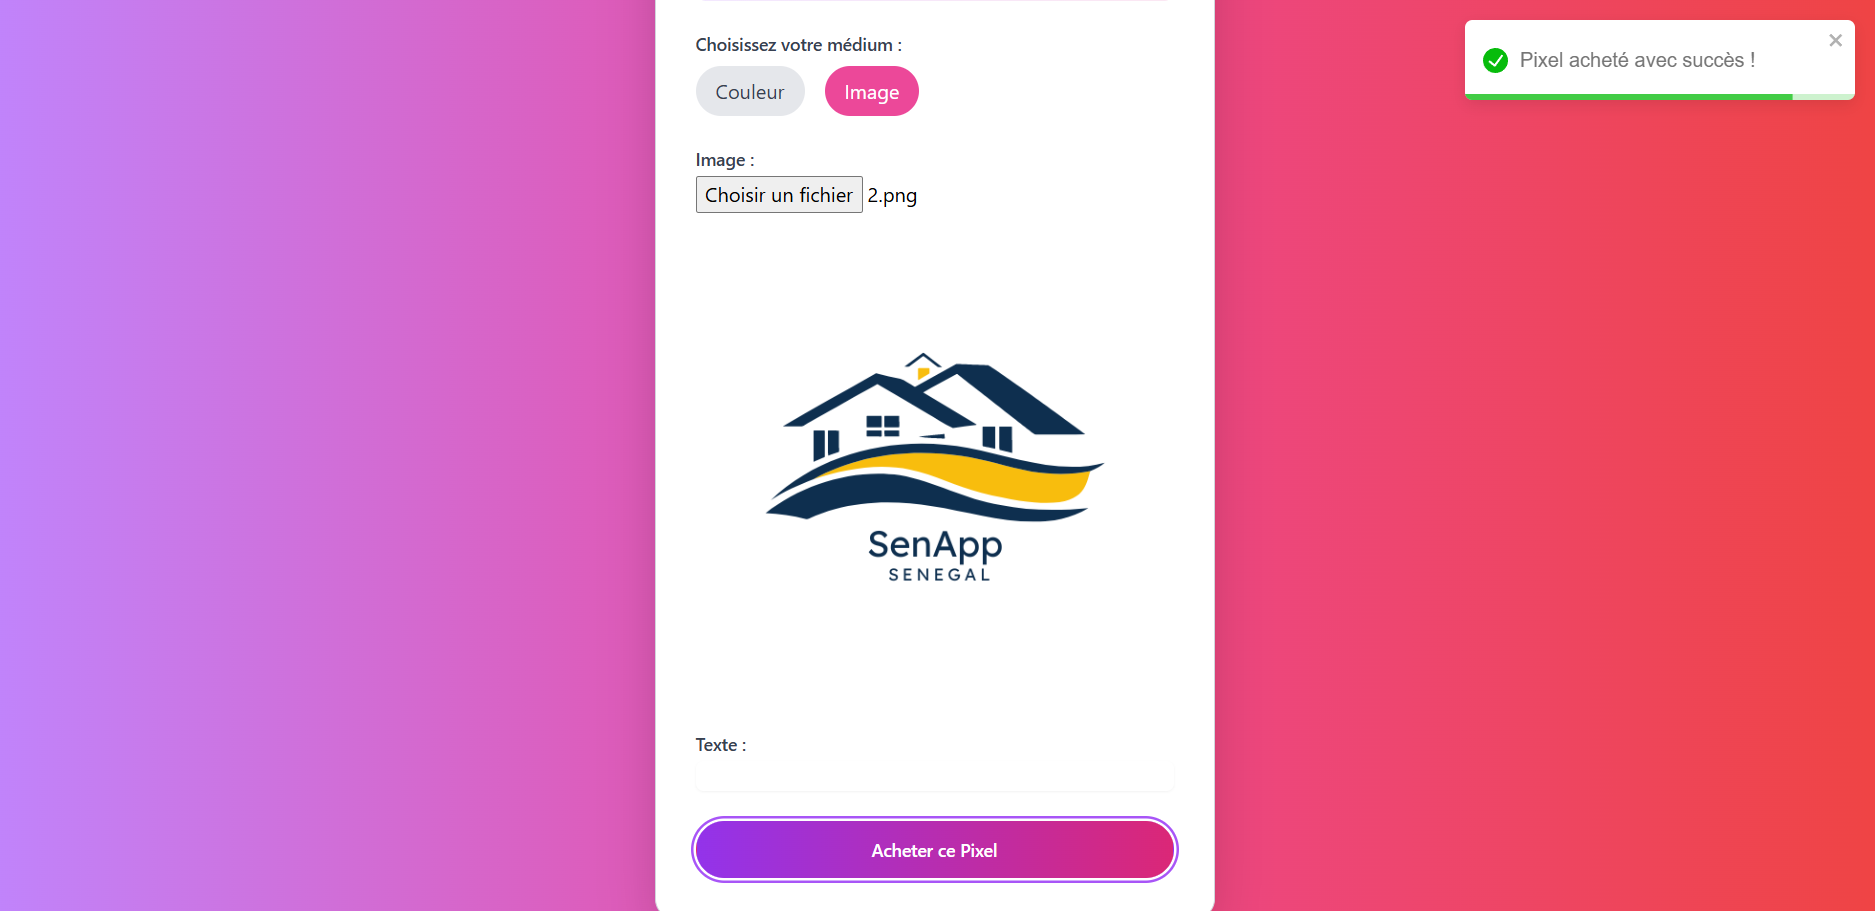 Choisissez votre médium :
Couleur
Image
Image :
Choisir un fichier 2.png
SenApp
SENEGAL
Texte :
Acheter ce Pixel
Pixel acheté avec succès !